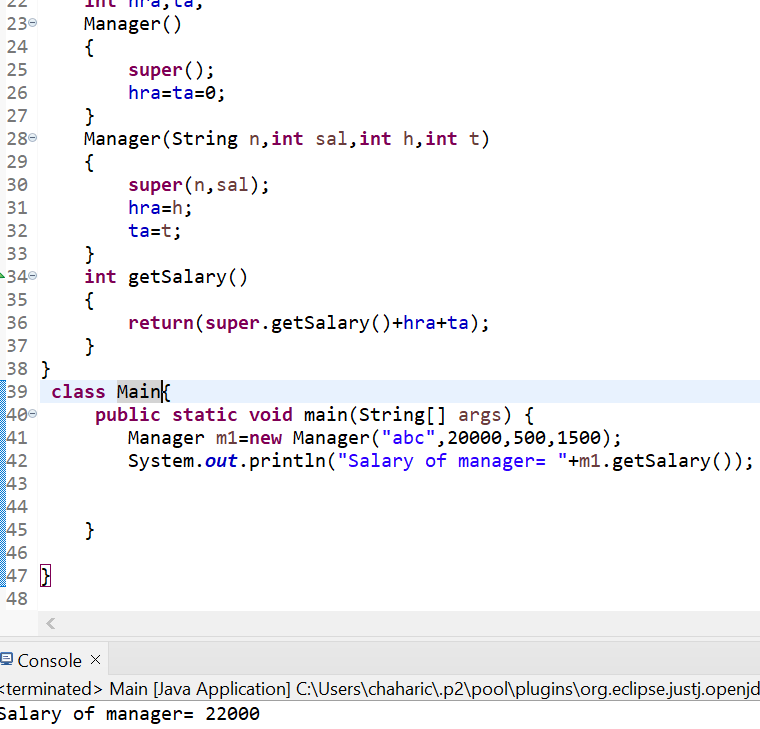 22 int hra,ta;
23 Manager()
24 {
25 super();
26 hra=ta=0;
27 }
28 Manager(String n,int sal,int h,int t)
29 {
30 super(n,sal);
31 hra=h;
32 ta=t;
33 }
34 int getSalary()
35 {
36 return(super.getSalary()+hra+ta);
37 }
38 }
39 class Main{
40 public static void main(String[] args) {
41 Manager m1=new Manager("abc",20000,500,1500);
42 System.out.println("Salary of manager= "+m1.getSalary());
43
44
45 }
46
47 }
48
Console
<terminated> Main [Java Application] C:\Users\chaharic\.p2\pool\plugins\org.eclipse.justj.openjd
Salary of manager= 22000